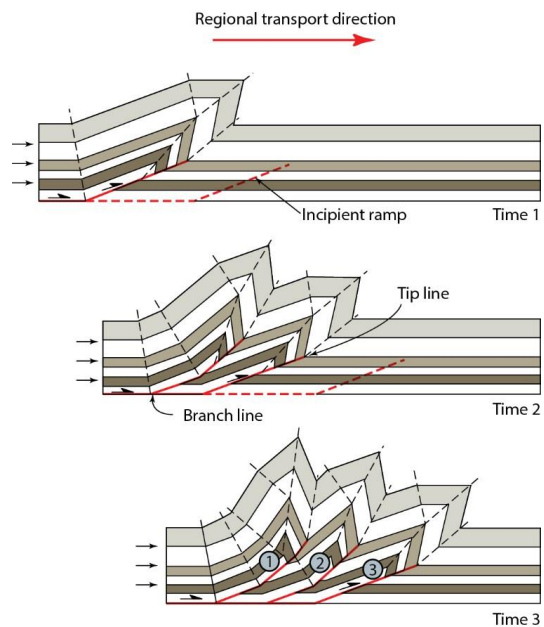 Regional transport direction
Incipient ramp
Time 1
Tip line
Branch line
Time 2
1
2
3
Time 3